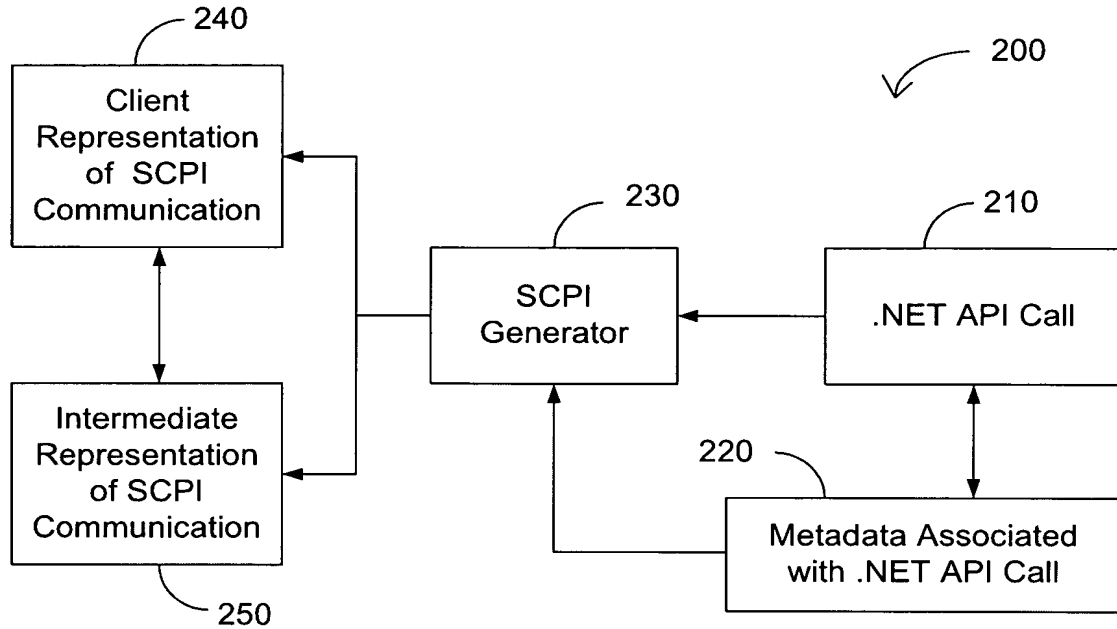 240
Client
Representation
of SCPI
Communication
200
230
SCPI
Generator
210
.NET API Call
Intermediate
Representation
of SCPI
Communication
250
220
Metadata Associated
with .NET API Call